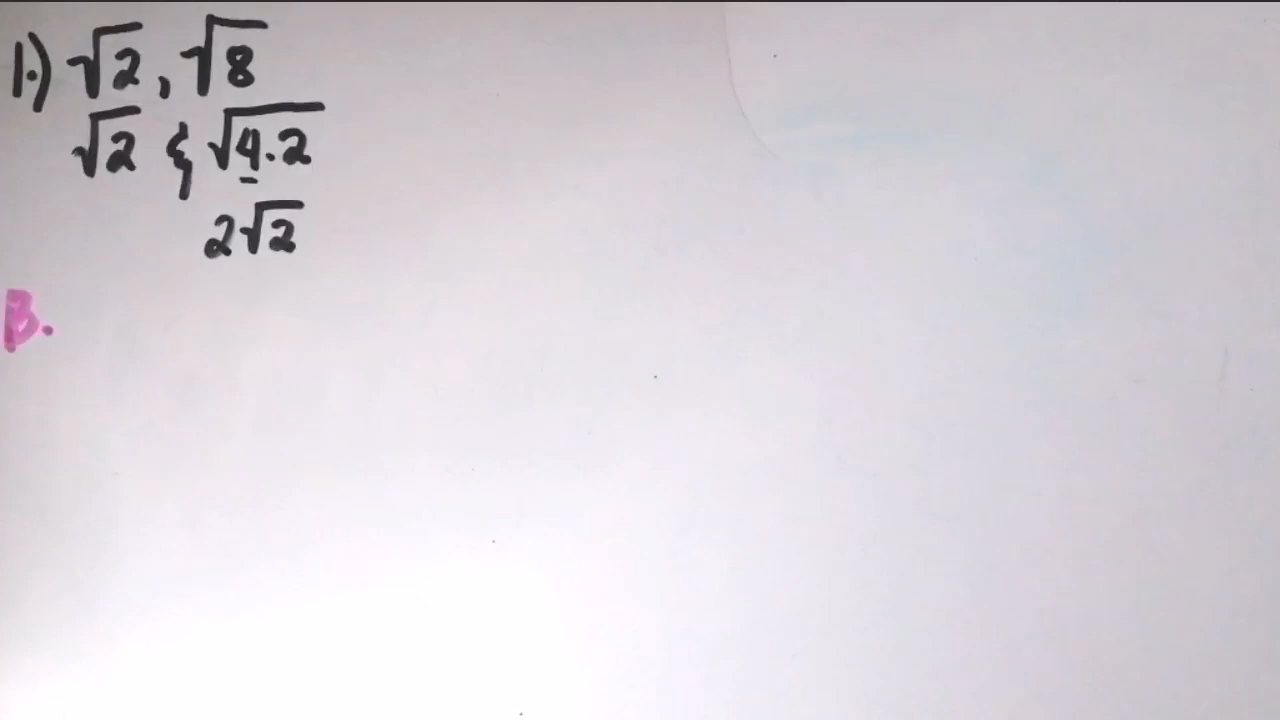 1.) √2, √8
√2 & √4.2
2√2
B.